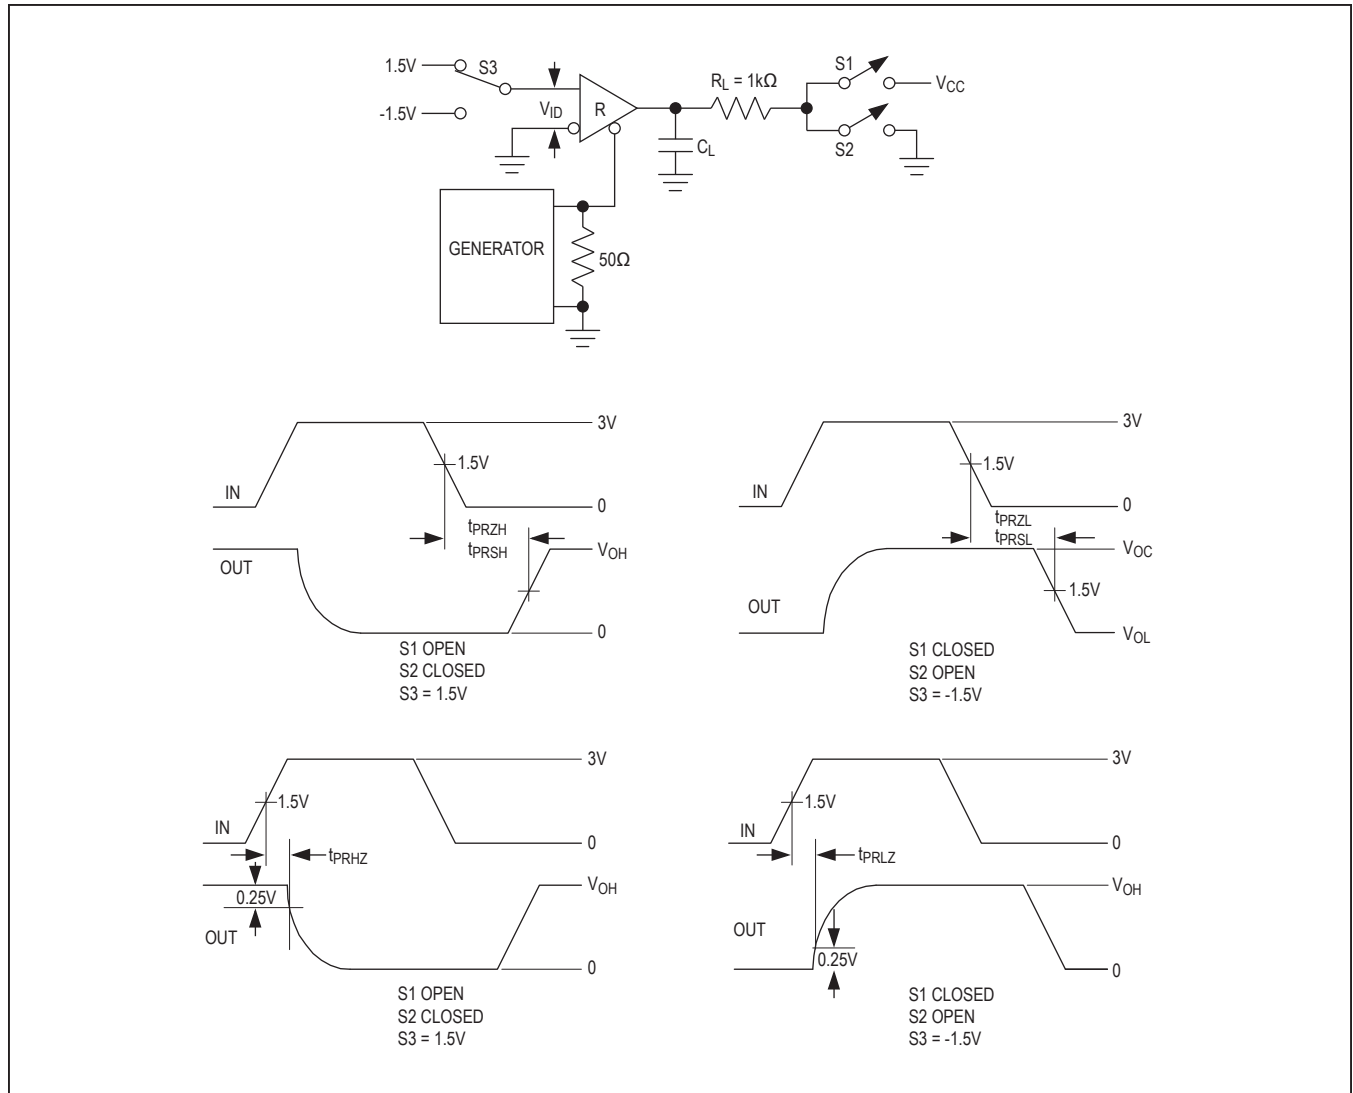 1.5V
S3
-1.5V
VID
R
RL = 1kΩ
S1
VCC
S2
CL
GENERATOR
50Ω
3V
1.5V
IN
0
tPRZH
tPRSH
VOH
OUT
0
S1 OPEN
S2 CLOSED
S3 = 1.5V
3V
1.5V
IN
0
tPRZL
tPRSL
VOC
1.5V
OUT
VOL
S1 CLOSED
S2 OPEN
S3 = -1.5V
3V
1.5V
IN
0
tPRHZ
VOH
0.25V
OUT
0
S1 OPEN
S2 CLOSED
S3 = 1.5V
3V
1.5V
IN
0
tPRLZ
VOH
OUT
0.25V
0
S1 CLOSED
S2 OPEN
S3 = -1.5V